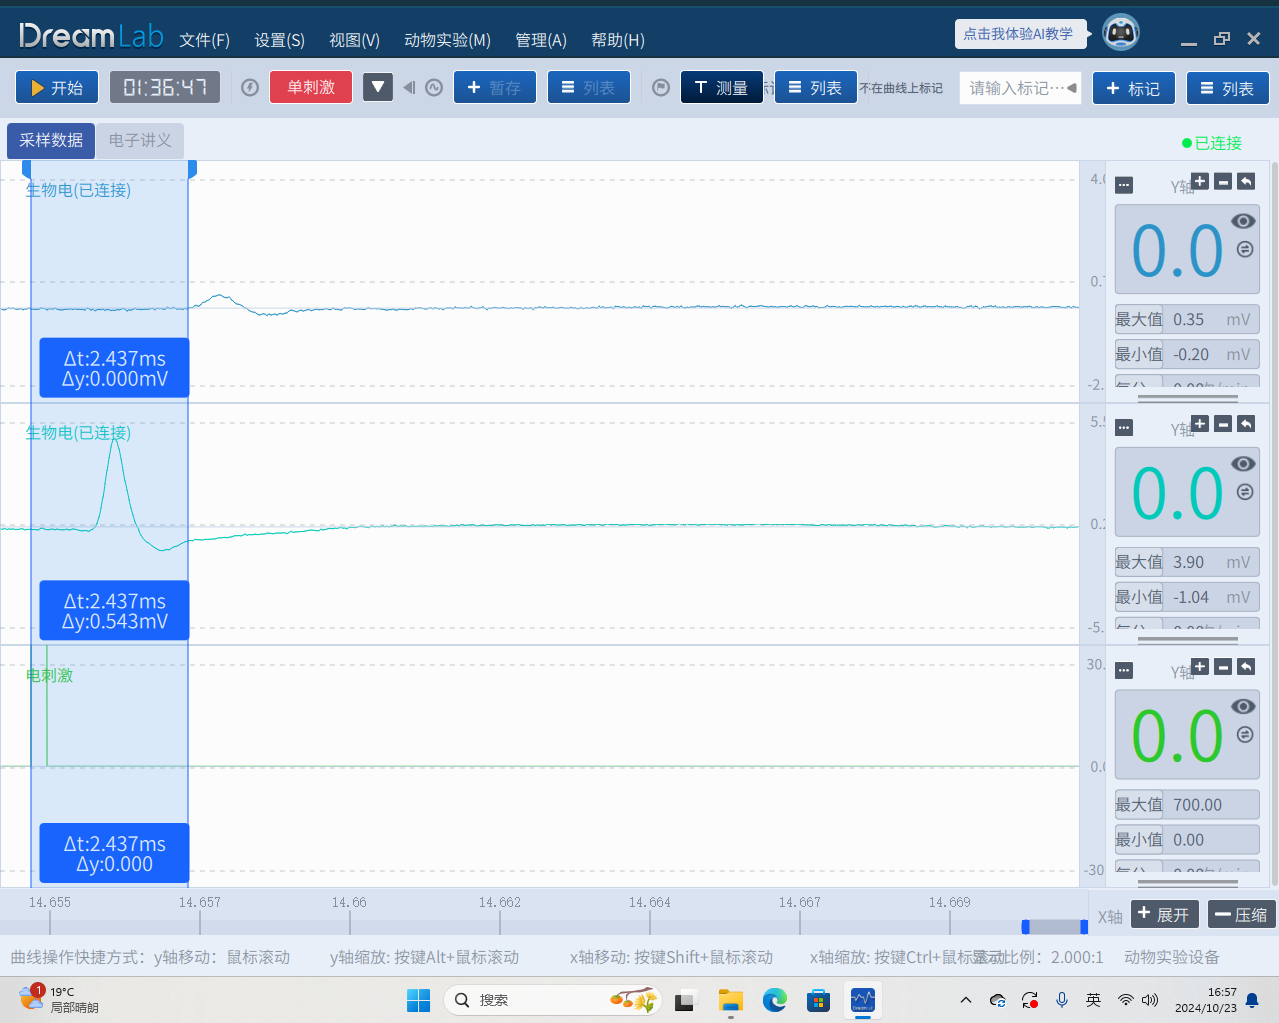 DreamLab 文件(F) 设置(S) 视图(V) 动物实验(M) 管理(A) 帮助(H) 点击我体验AI教学
开始 01:36:47 单刺激 暂存 列表 测量 列表 不在曲线上标记 请输入标记… 标记 列表
采样数据 电子讲义
已连接
生物电(已连接)
4.0
0.7
-2.
Δt:2.437ms
Δy:0.000mV
Y轴
0.0
最大值 0.35 mV
最小值 -0.20 mV
生物电(已连接)
5.5
0.2
-5.
Δt:2.437ms
Δy:0.543mV
Y轴
0.0
最大值 3.90 mV
最小值 -1.04 mV
电刺激
30.
0.0
-30
Δt:2.437ms
Δy:0.000
Y轴
0.0
最大值 700.00
最小值 0.00
14.655 14.657 14.66 14.662 14.664 14.667 14.669
X轴 展开 压缩
曲线操作快捷方式: y轴移动: 鼠标滚动 y轴缩放: 按键Alt+鼠标滚动 x轴移动: 按键Shift+鼠标滚动 x轴缩放: 按键Ctrl+鼠标滚动 显示比例: 2.000:1 动物实验设备
1
19°C
局部晴朗
搜索
英
16:57
2024/10/23